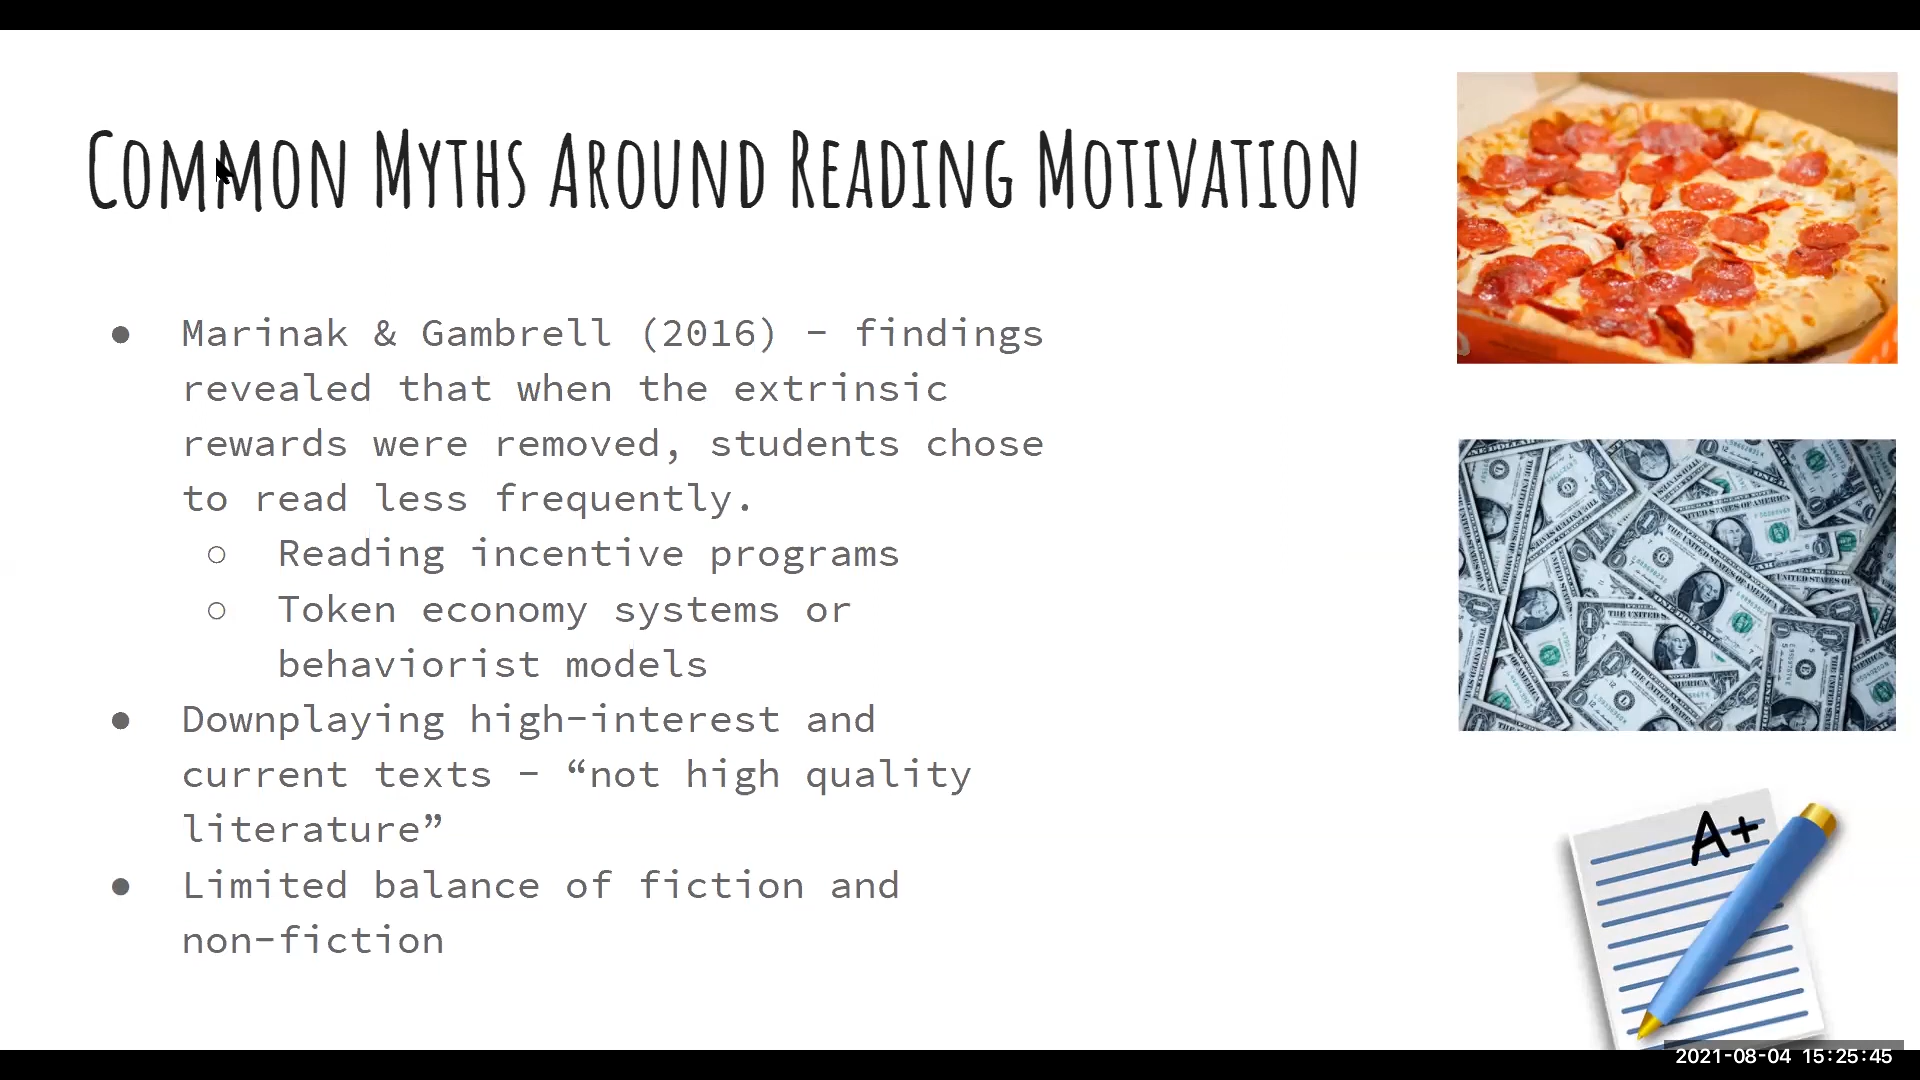 Common Myths Around Reading Motivation
● Marinak & Gambrell (2016) – findings
revealed that when the extrinsic
rewards were removed, students chose
to read less frequently.
○ Reading incentive programs
○ Token economy systems or
behaviorist models
● Downplaying high-interest and
current texts – “not high quality
literature”
● Limited balance of fiction and
non-fiction
A+
2021-08-04 15:25:45